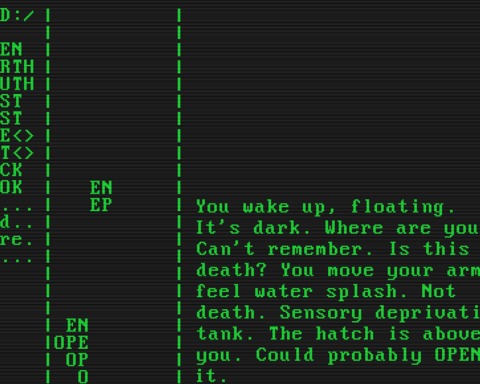 D:/
EN
RTH
UTH
ST
ST
E<>
T<>
CK
OK
...
d..
re.
...
EN
EP
EN
OPE
OP
O
You wake up, floating.
It's dark. Where are you
Can't remember. Is this
death? You move your arm
feel water splash. Not
death. Sensory deprivati
tank. The hatch is above
you. Could probably OPEN
it.